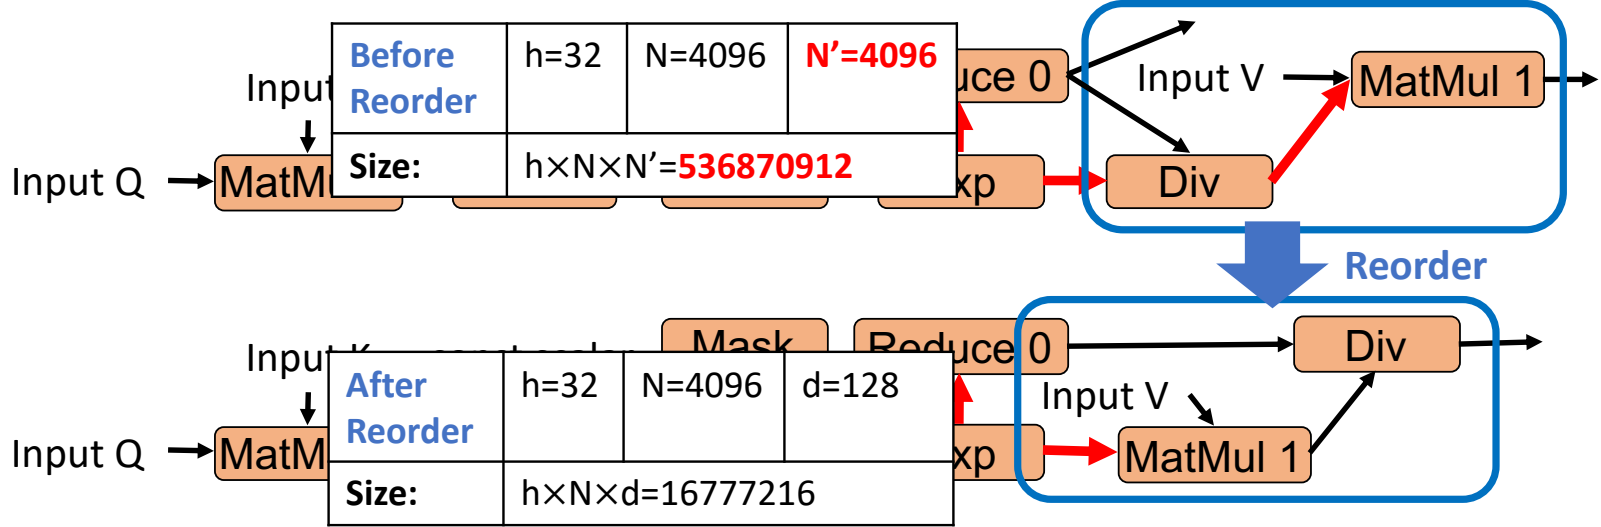 Before Reorder h=32 N=4096 N’=4096
Size: h×N×N’=536870912
Input
Input Q
MatMu
xp
uce 0
Input V
MatMul 1
Div
Reorder
Reduce 0
Div
Input
Mask
After Reorder h=32 N=4096 d=128
Size: h×N×d=16777216
Input Q
MatM
xp
Input V
MatMul 1